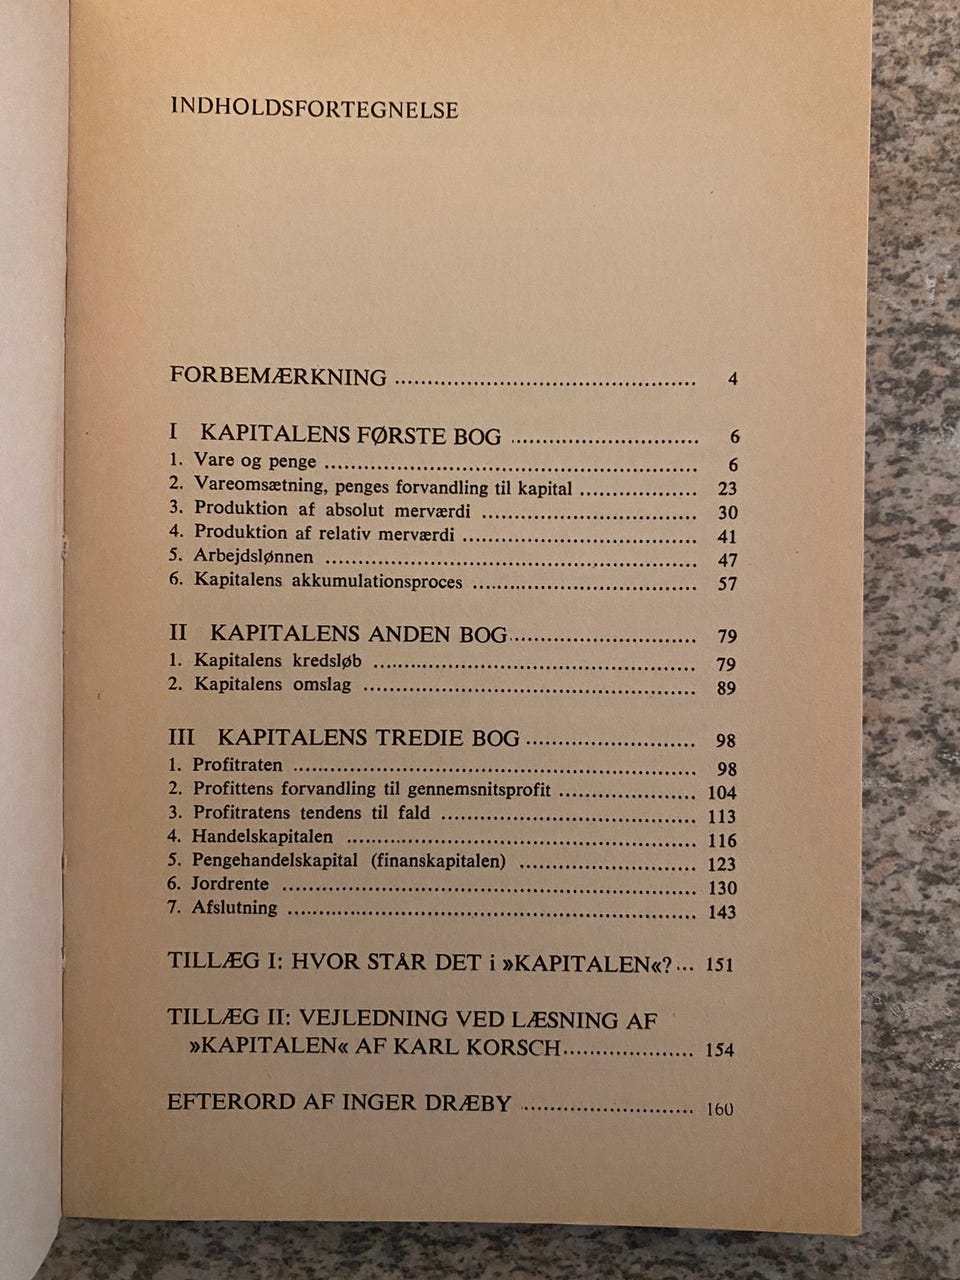 INDHOLDSFORTEGNELSE
FORBEMÆRKNING ............................................. 4
I KAPITALENS FØRSTE BOG ............................ 6
1. Vare og penge ........................................................ 6
2. Vareomsætning, penges forvandling til kapital .................. 23
3. Produktion af absolut merværdi ................................. 30
4. Produktion af relativ merværdi .................................... 41
5. Arbejdslønnen ........................................................ 47
6. Kapitalens akkumulationsproces .................................. 57
II KAPITALENS ANDEN BOG ............................ 79
1. Kapitalens kredsløb ................................................. 79
2. Kapitalens omslag ................................................... 89
III KAPITALENS TREDIE BOG .......................... 98
1. Profitraten ............................................................. 98
2. Profittens forvandling til gennemsnitsprofit ..................... 104
3. Profitratens tendens til fald ....................................... 113
4. Handelskapitalen ..................................................... 116
5. Pengehandelskapital (finanskapitalen) ........................... 123
6. Jordrente ............................................................... 130
7. Afslutning .............................................................. 143
TILLÆG I: HVOR STÅR DET i »KAPITALEN«? ... 151
TILLÆG II: VEJLEDNING VED LÆSNING AF
»KAPITALEN« AF KARL KORSCH .................... 154
EFTERORD AF INGER DRÆBY .......................... 160